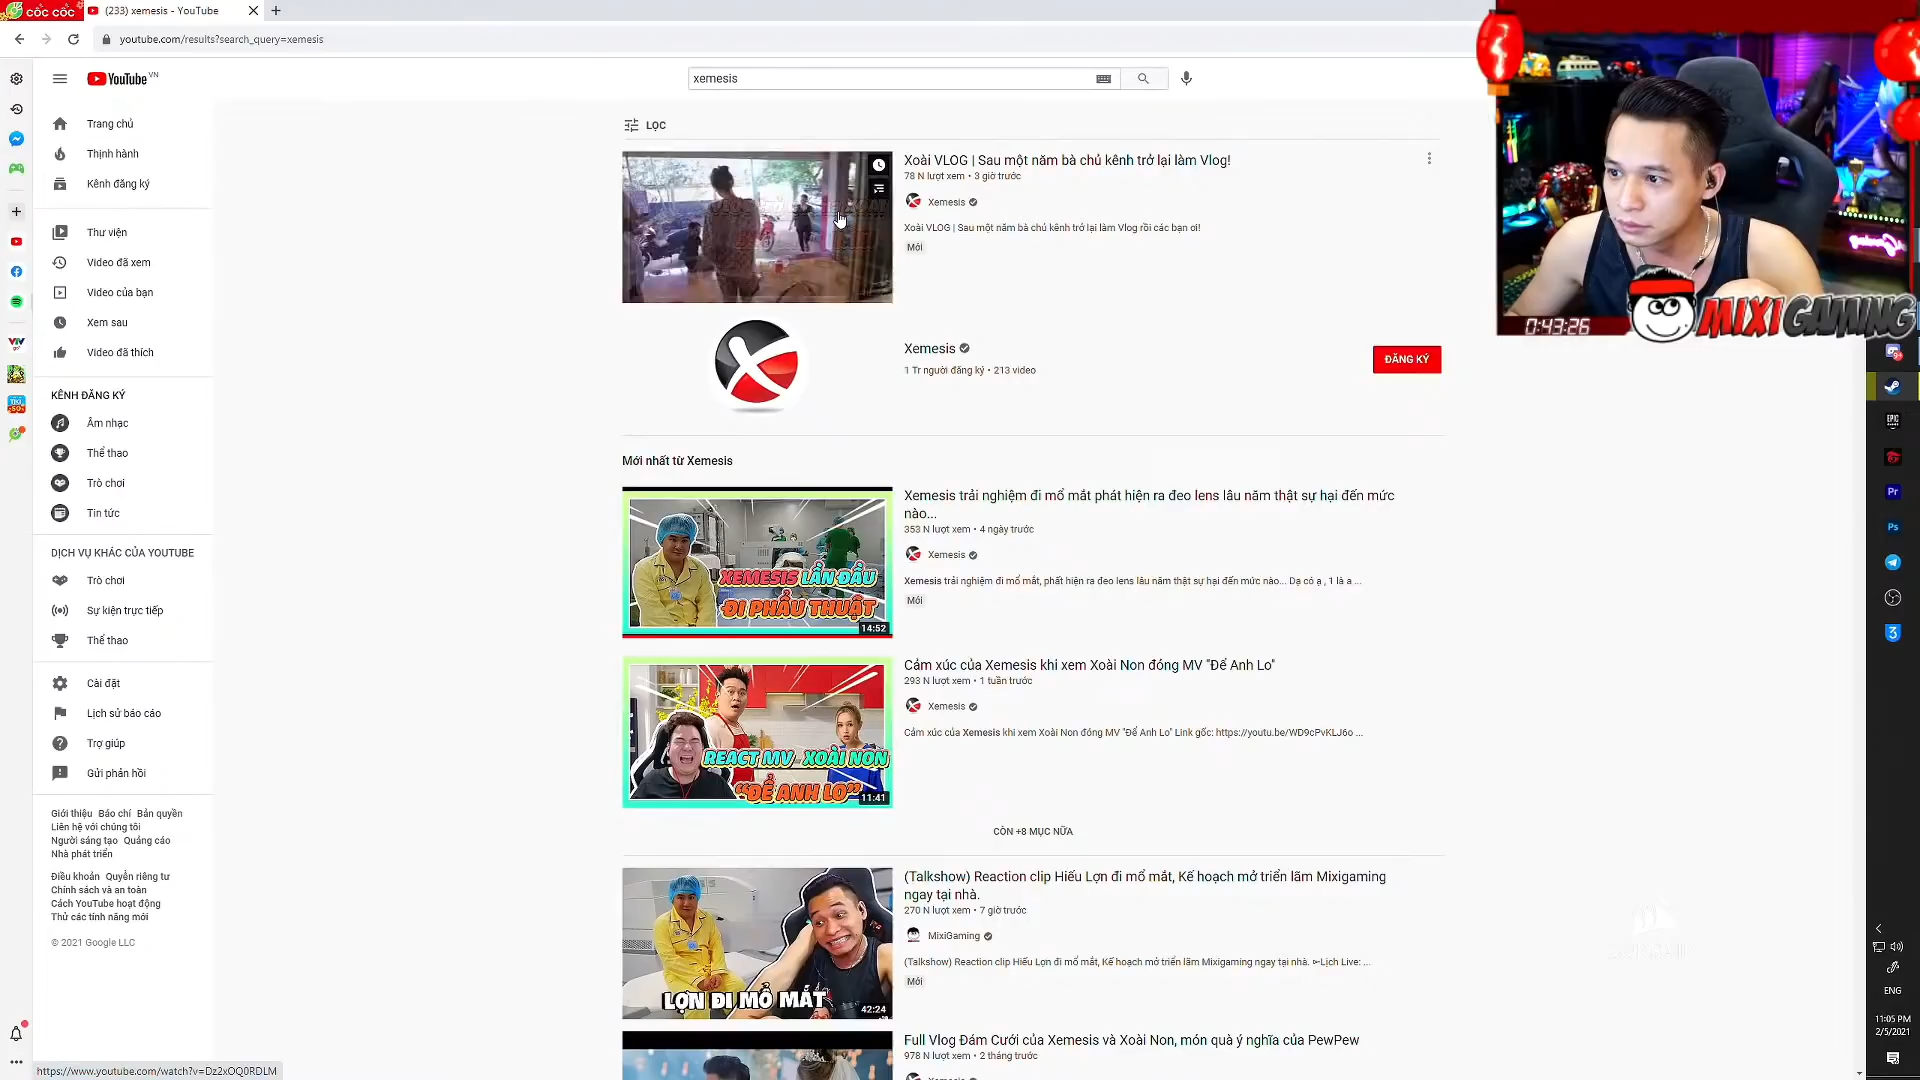 CỐC CỐC
(233) xemesis - YouTube
youtube.com/results?search_query=xemesis
YouTube VN
xemesis
Trang chủ
Thịnh hành
Kênh đăng ký
Thư viện
Video đã xem
Video của bạn
Xem sau
Video đã thích
KÊNH ĐĂNG KÝ
Âm nhạc
Thể thao
Trò chơi
Tin tức
DỊCH VỤ KHÁC CỦA YOUTUBE
Trò chơi
Sự kiện trực tiếp
Thể thao
Cài đặt
Lịch sử báo cáo
Trợ giúp
Gửi phản hồi
Giới thiệu Báo chí Bản quyền
Liên hệ với chúng tôi
Người sáng tạo Quảng cáo
Nhà phát triển
Điều khoản Quyền riêng tư
Chính sách và an toàn
Cách YouTube hoạt động
Thử các tính năng mới
© 2021 Google LLC
https://www.youtube.com/watch?v=Dz2xOQ0RDLM
LỌC
Xoài VLOG | Sau một năm bà chủ kênh trở lại làm Vlog!
78 N lượt xem • 3 giờ trước
Xemesis
Xoài VLOG | Sau một năm bà chủ kênh trở lại làm Vlog rồi các bạn ơi!
Mới
Xemesis
1 Tr người đăng ký • 213 video
ĐĂNG KÝ
Mới nhất từ Xemesis
XEMESIS LẦN ĐẦU
ĐI PHẪU THUẬT
14:52
Xemesis trải nghiệm đi mổ mắt phát hiện ra đeo lens lâu năm thật sự hại đến mức
nào...
353 N lượt xem • 4 ngày trước
Xemesis
Xemesis trải nghiệm đi mổ mắt, phát hiện ra đeo lens lâu năm thật sự hại đến mức nào... Dạ có ạ , 1 là a ...
Mới
REACT MV - XOÀI NON
"ĐỂ ANH LO"
11:41
Cảm xúc của Xemesis khi xem Xoài Non đóng MV "Để Anh Lo"
293 N lượt xem • 1 tuần trước
Xemesis
Cảm xúc của Xemesis khi xem Xoài Non đóng MV "Để Anh Lo" Link gốc: https://youtu.be/WD9cPvKLJ6o ...
CÒN +8 MỤC NỮA
LỢN ĐI MỔ MẮT
42:24
(Talkshow) Reaction clip Hiếu Lợn đi mổ mắt, Kế hoạch mở triển lãm Mixigaming
ngay tại nhà.
270 N lượt xem • 7 giờ trước
MixiGaming
(Talkshow) Reaction clip Hiếu Lợn đi mổ mắt, Kế hoạch mở triển lãm Mixigaming ngay tại nhà. ➳Lịch Live: ...
Mới
Full Vlog Đám Cưới của Xemesis và Xoài Non, món quà ý nghĩa của PewPew
978 N lượt xem • 2 tháng trước
0:43:26
MIXIGAMING
VTV
EPIC
Pr
Ps
3
ENG
11:05 PM
2/5/2021